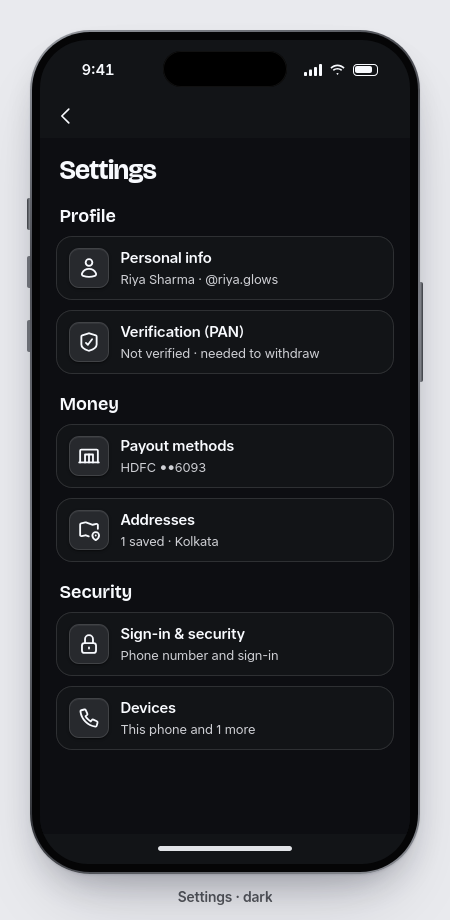 9:41
Settings
Profile
Personal info
Riya Sharma · @riya.glows
Verification (PAN)
Not verified · needed to withdraw
Money
Payout methods
HDFC ••6093
Addresses
1 saved · Kolkata
Security
Sign-in & security
Phone number and sign-in
Devices
This phone and 1 more
Settings · dark